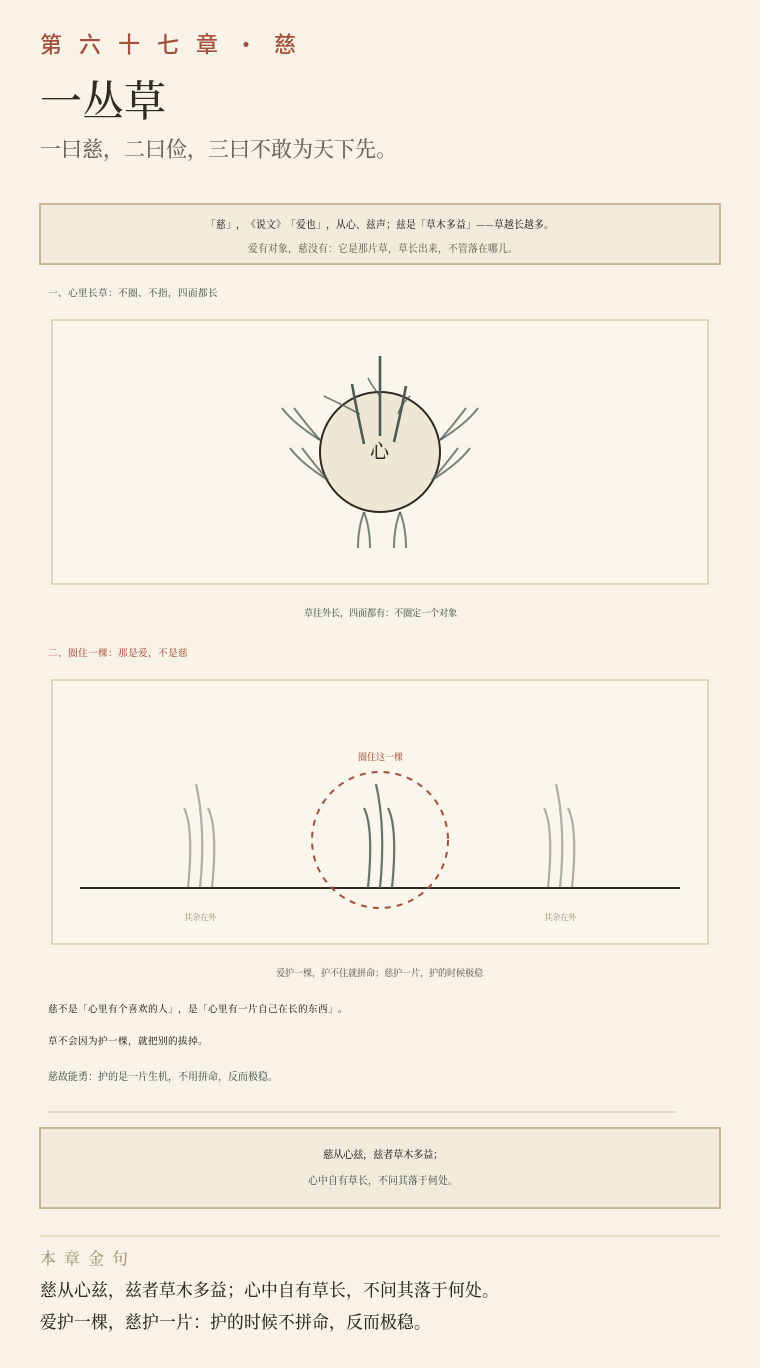 第六十七章·慈
一丛草
一曰慈，二曰俭，三曰不敢为天下先。
「慈」，《说文》「爱也」，从心、兹声；兹是「草木多益」——草越长越多。
爱有对象，慈没有：它是那片草，草长出来，不管落在哪儿。
一、心里长草：不圈、不指，四面都长
心
草往外长，四面都有：不圈定一个对象
二、圈住一棵：那是爱，不是慈
圈住这一棵
其余在外
其余在外
爱护一棵，护不住就拼命；慈护一片，护的时候极稳
慈不是「心里有个喜欢的人」，是「心里有一片自己在长的东西」。
草不会因为护一棵，就把别的拔掉。
慈故能勇：护的是一片生机，不用拼命，反而极稳。
慈从心兹，兹者草木多益；
心中自有草长，不问其落于何处。
本章金句
慈从心兹，兹者草木多益；心中自有草长，不问其落于何处。
爱护一棵，慈护一片：护的时候不拼命，反而极稳。